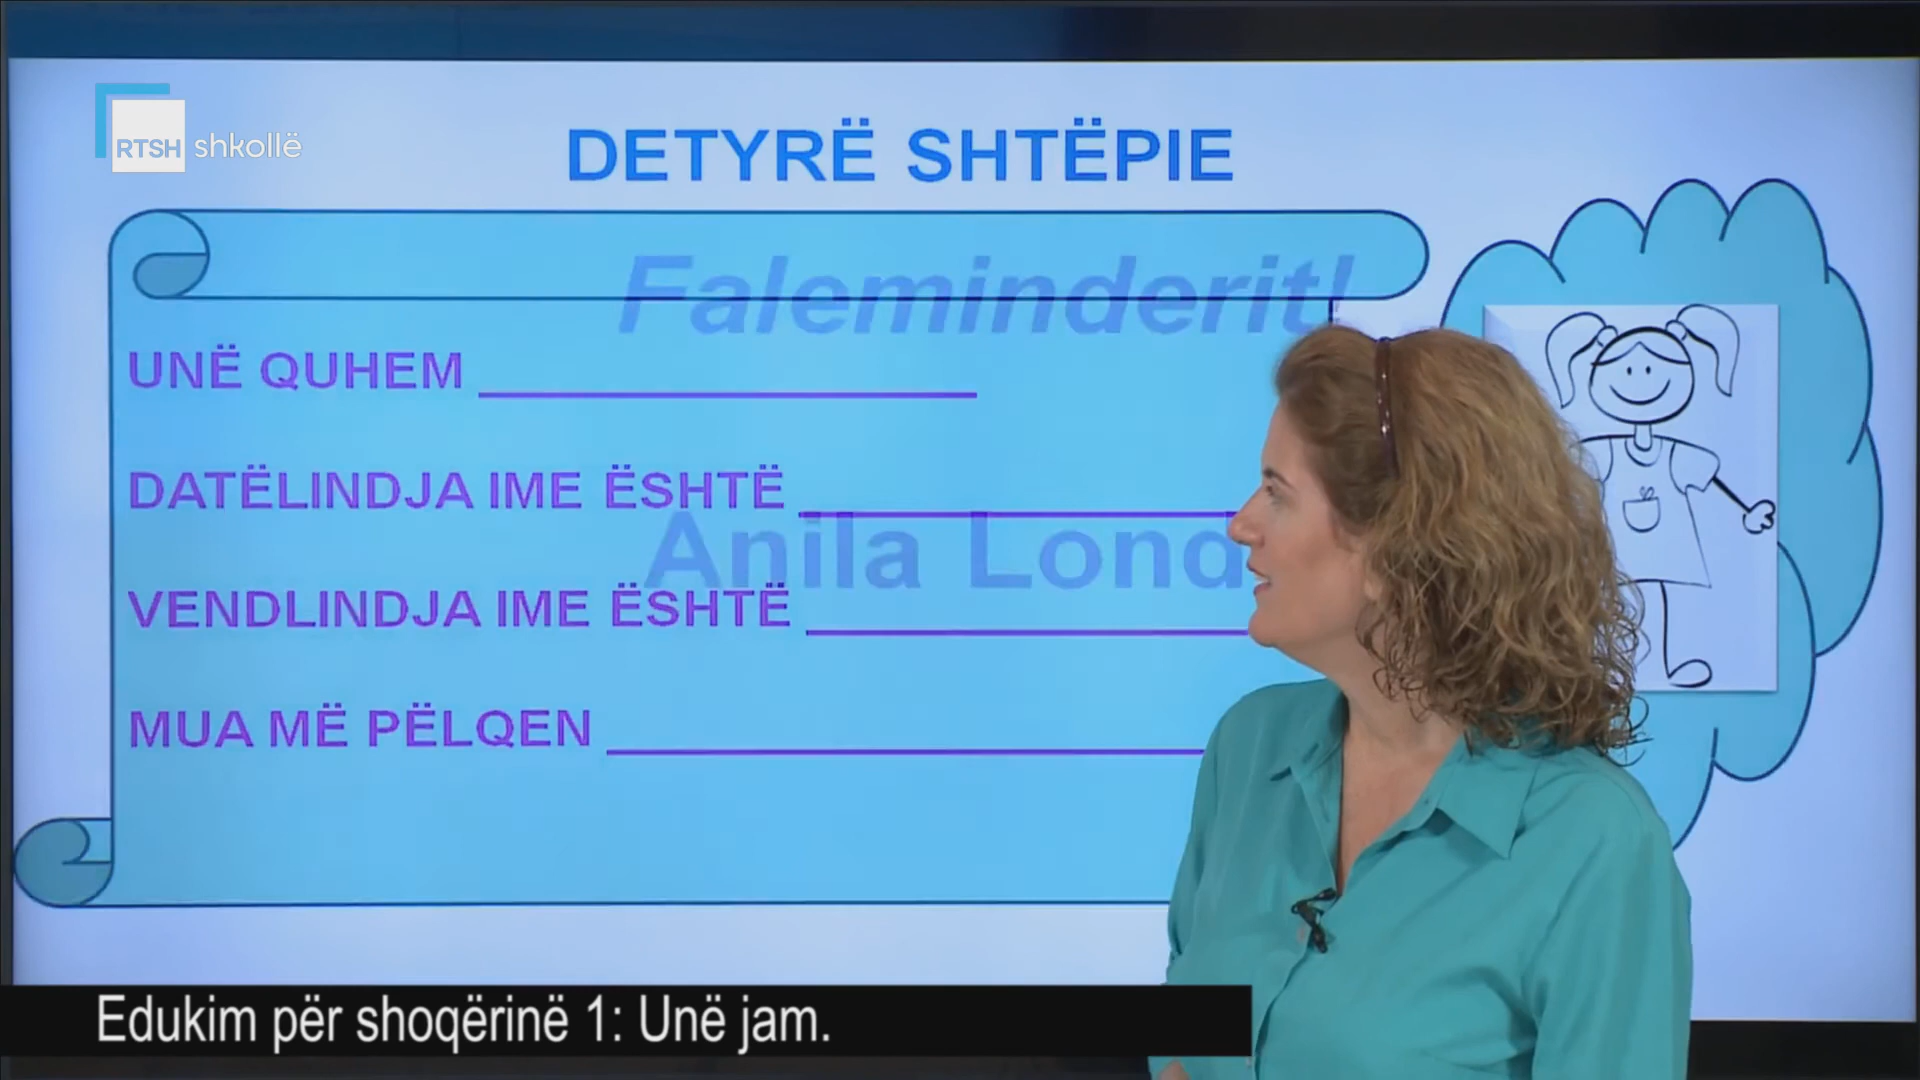 RTSH shkollë
DETYRË SHTËPIE
Faleminderit!
UNË QUHEM
DATËLINDJA IME ËSHTË
Anila
VENDLINDJA IME ËSHTË
MUA MË PËLQEN
Edukim për shoqërinë 1: Unë jam.